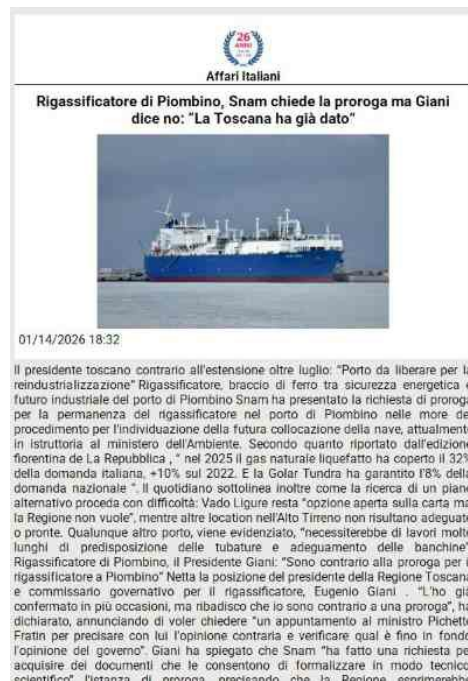 26
ANNI
Affari Italiani
Rigassificatore di Piombino, Snam chiede la proroga ma Giani
dice no: “La Toscana ha già dato”
01/14/2026 18:32
Il presidente toscano contrario all'estensione oltre luglio: “Porto da liberare per la
reindustrializzazione” Rigassificatore, braccio di ferro tra sicurezza energetica e
futuro industriale del porto di Piombino Snam ha presentato la richiesta di proroga
per la permanenza del rigassificatore nel porto di Piombino nelle more del
procedimento per l'individuazione della futura collocazione della nave, attualmente
in istruttoria al ministero dell'Ambiente. Secondo quanto riportato dall'edizione
fiorentina de La Repubblica , “ nel 2025 il gas naturale liquefatto ha coperto il 32%
della domanda italiana, +10% sul 2022. E la Golar Tundra ha garantito l'8% della
domanda nazionale “. Il quotidiano sottolinea inoltre come la ricerca di un piano
alternativo proceda con difficoltà: Vado Ligure resta “opzione aperta sulla carta ma
la Regione non vuole”, mentre altre location nell'Alto Tirreno non risultano adeguate
o pronte. Qualunque altro porto, viene evidenziato, “necessiterebbe di lavori molto
lunghi di predisposizione delle tubature e adeguamento delle banchine”.
Rigassificatore di Piombino, il Presidente Giani: “Sono contrario alla proroga per il
rigassificatore a Piombino” Netta la posizione del presidente della Regione Toscana
e commissario governativo per il rigassificatore, Eugenio Giani . “L'ho già
confermato in più occasioni, ma ribadisco che io sono contrario a una proroga”, ha
dichiarato, annunciando di voler chiedere “un appuntamento al ministro Pichetto
Fratin per precisare con lui l'opinione contraria e verificare qual è fino in fondo
l'opinione del governo”. Giani ha spiegato che Snam “ha fatto una richiesta per
acquisire dei documenti che le consentono di formalizzare in modo tecnico
scientifico” l'istanza di proroga, precisando che la Regione esprimerebbe